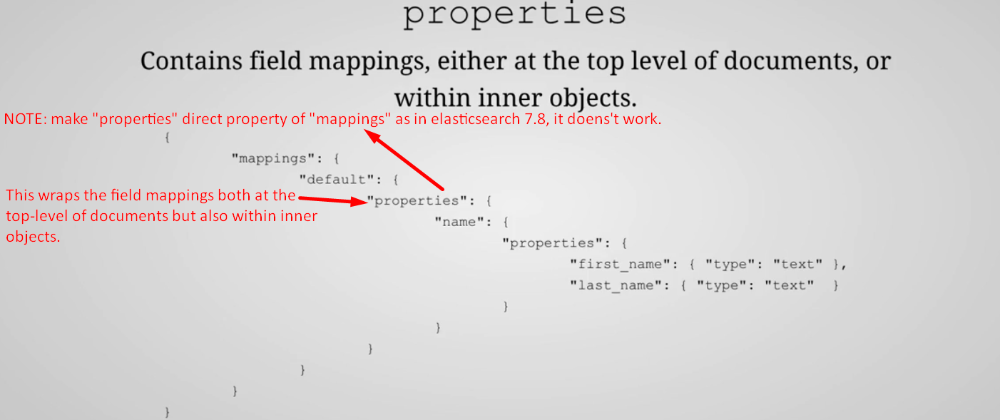 properties
Contains field mappings, either at the top level of documents, or
within inner objects.
NOTE: make "properties" direct property of "mappings" as in elasticsearch 7.8, it doens't work.
{
"mappings": {
"default": {
This wraps the field mappings both at the
top-level of documents but also within inner
objects.
"properties": {
"name": {
"properties": {
"first_name": { "type": "text" },
"last_name": { "type": "text" }
}
}
}
}
}
}